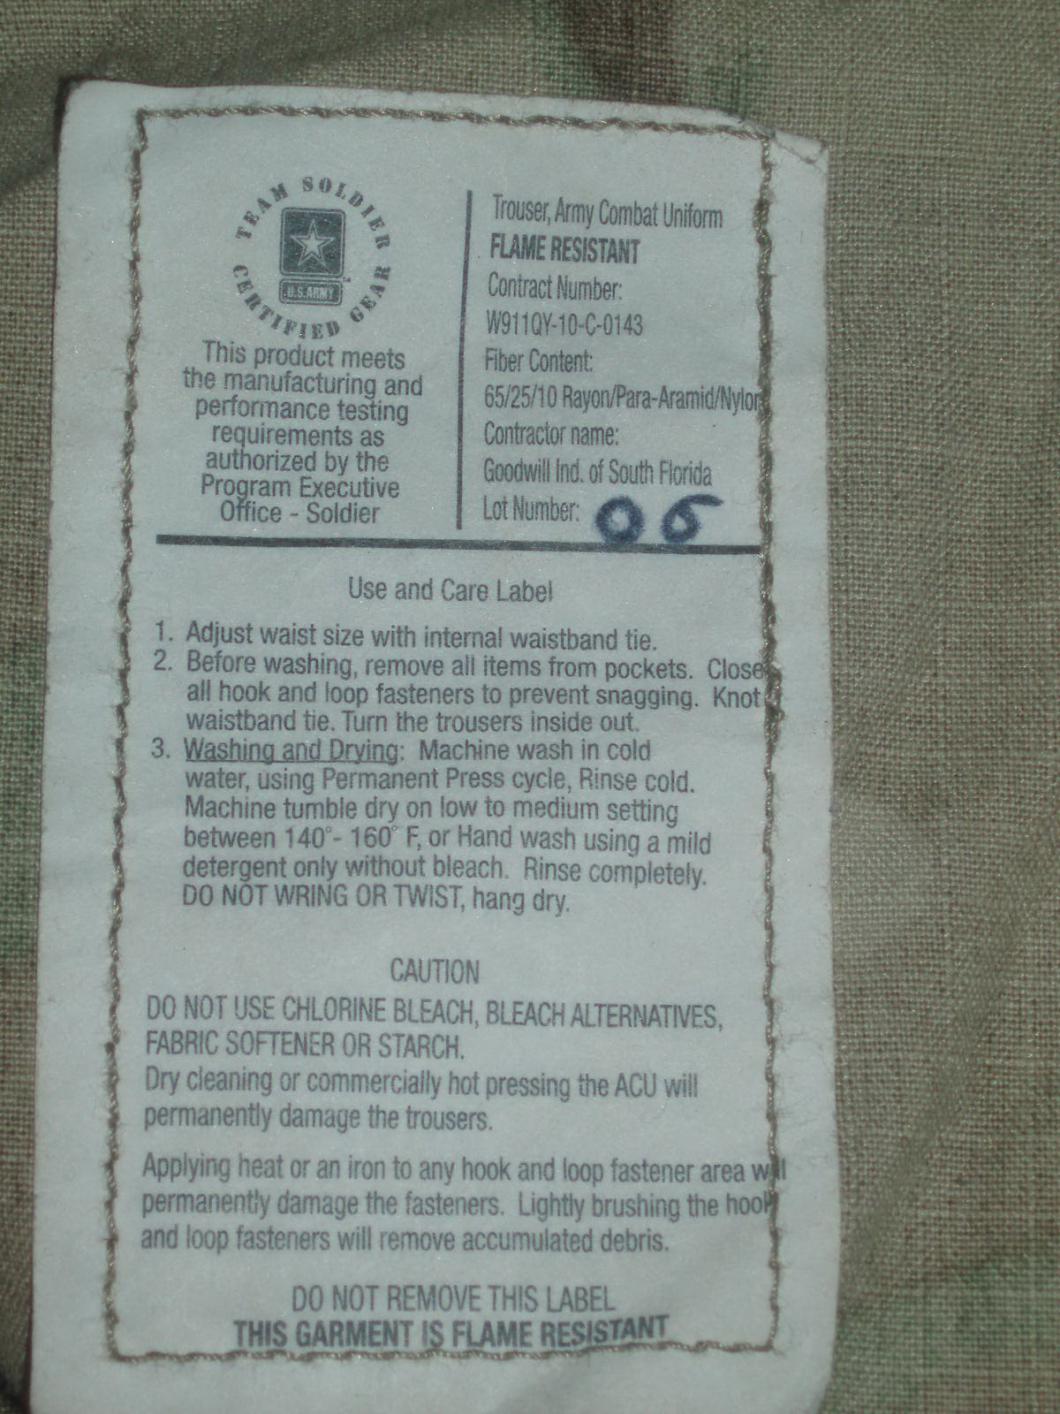 TEAM SOLDIER
CERTIFIED GEAR
U.S.ARMY
This product meets
the manufacturing and
performance testing
requirements as
authorized by the
Program Executive
Office - Soldier
Trouser, Army Combat Uniform
FLAME RESISTANT
Contract Number:
W911QY-10-C-0143
Fiber Content:
65/25/10 Rayon/Para-Aramid/Nylon
Contractor name:
Goodwill Ind. of South Florida
Lot Number: 06
Use and Care Label
1. Adjust waist size with internal waistband tie.
2. Before washing, remove all items from pockets. Close
all hook and loop fasteners to prevent snagging. Knot
waistband tie. Turn the trousers inside out.
3. Washing and Drying: Machine wash in cold
water, using Permanent Press cycle, Rinse cold.
Machine tumble dry on low to medium setting
between 140°- 160° F, or Hand wash using a mild
detergent only without bleach. Rinse completely.
DO NOT WRING OR TWIST, hang dry.
CAUTION
DO NOT USE CHLORINE BLEACH, BLEACH ALTERNATIVES,
FABRIC SOFTENER OR STARCH.
Dry cleaning or commercially hot pressing the ACU will
permanently damage the trousers.
Applying heat or an iron to any hook and loop fastener area will
permanently damage the fasteners. Lightly brushing the hook
and loop fasteners will remove accumulated debris.
DO NOT REMOVE THIS LABEL
THIS GARMENT IS FLAME RESISTANT